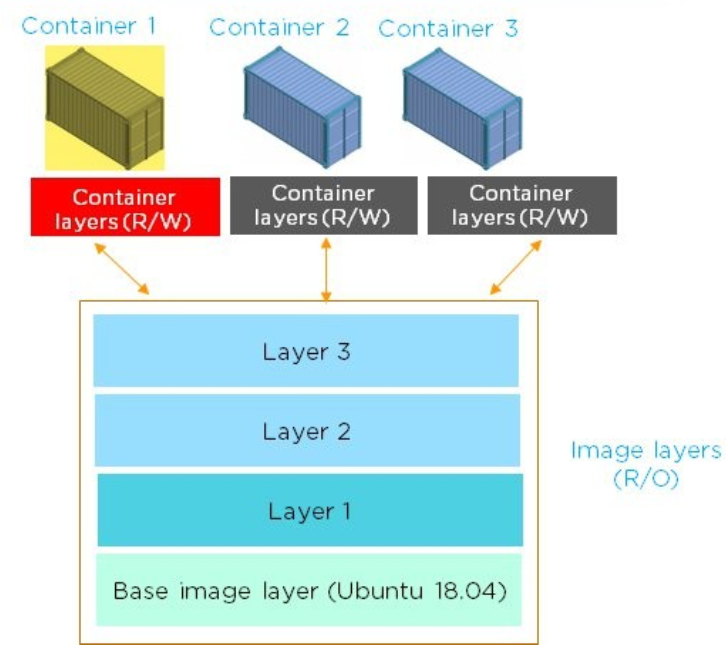 Container 1
Container 2
Container 3
Container
layers(R/W)
Container
layers(R/W)
Container
layers(R/W)
Layer 3
Layer 2
Layer 1
Base image layer (Ubuntu 18.04)
Image layers
(R/O)